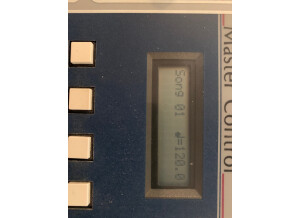 Master Control
Song 01 ♩=120.0